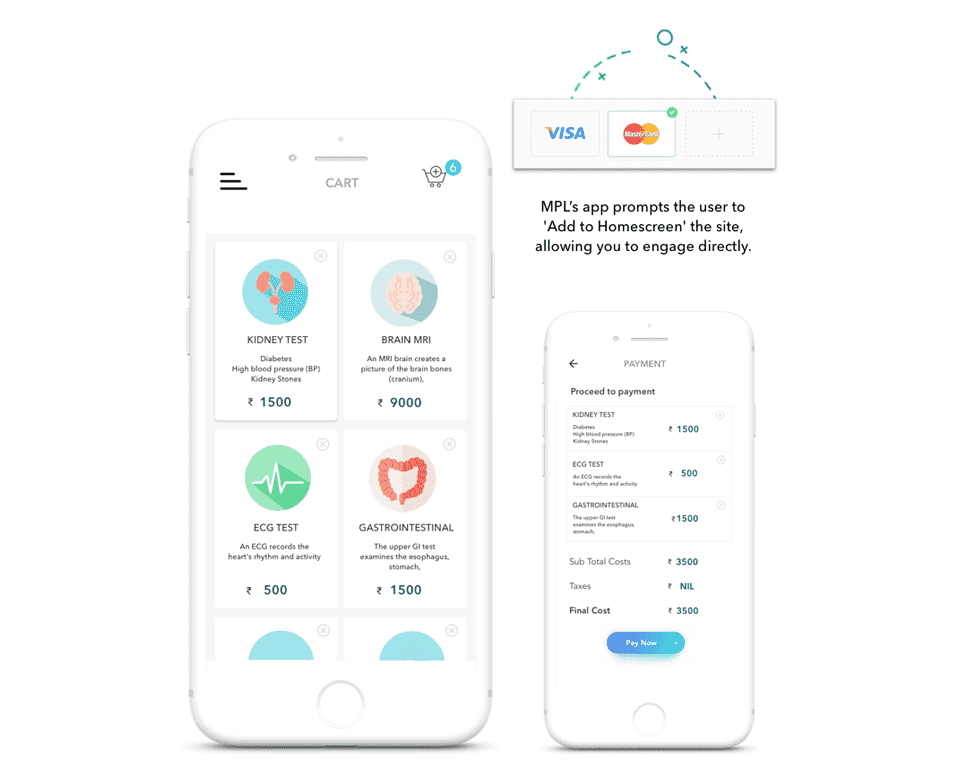 CART
6
KIDNEY TEST
Diabetes
High blood pressure (BP)
Kidney Stones
₹ 1500
BRAIN MRI
An MRI brain creates a
picture of the brain bones
(cranium),
₹ 9000
ECG TEST
An ECG records the
heart's rhythm and activity
₹ 500
GASTROINTESTINAL
The upper GI test
examines the esophagus,
stomach,
₹ 1500
VISA
MasterCard
MPL's app prompts the user to
'Add to Homescreen' the site,
allowing you to engage directly.
PAYMENT
Proceed to payment
KIDNEY TEST
Diabetes
High blood pressure (BP)
Kidney Stones
₹ 1500
ECG TEST
An ECG records the
heart's rhythm and activity
₹ 500
GASTROINTESTINAL
The upper GI test
examines the esophagus,
stomach,
₹ 1500
Sub Total Costs ₹ 3500
Taxes ₹ NIL
Final Cost ₹ 3500
Pay Now